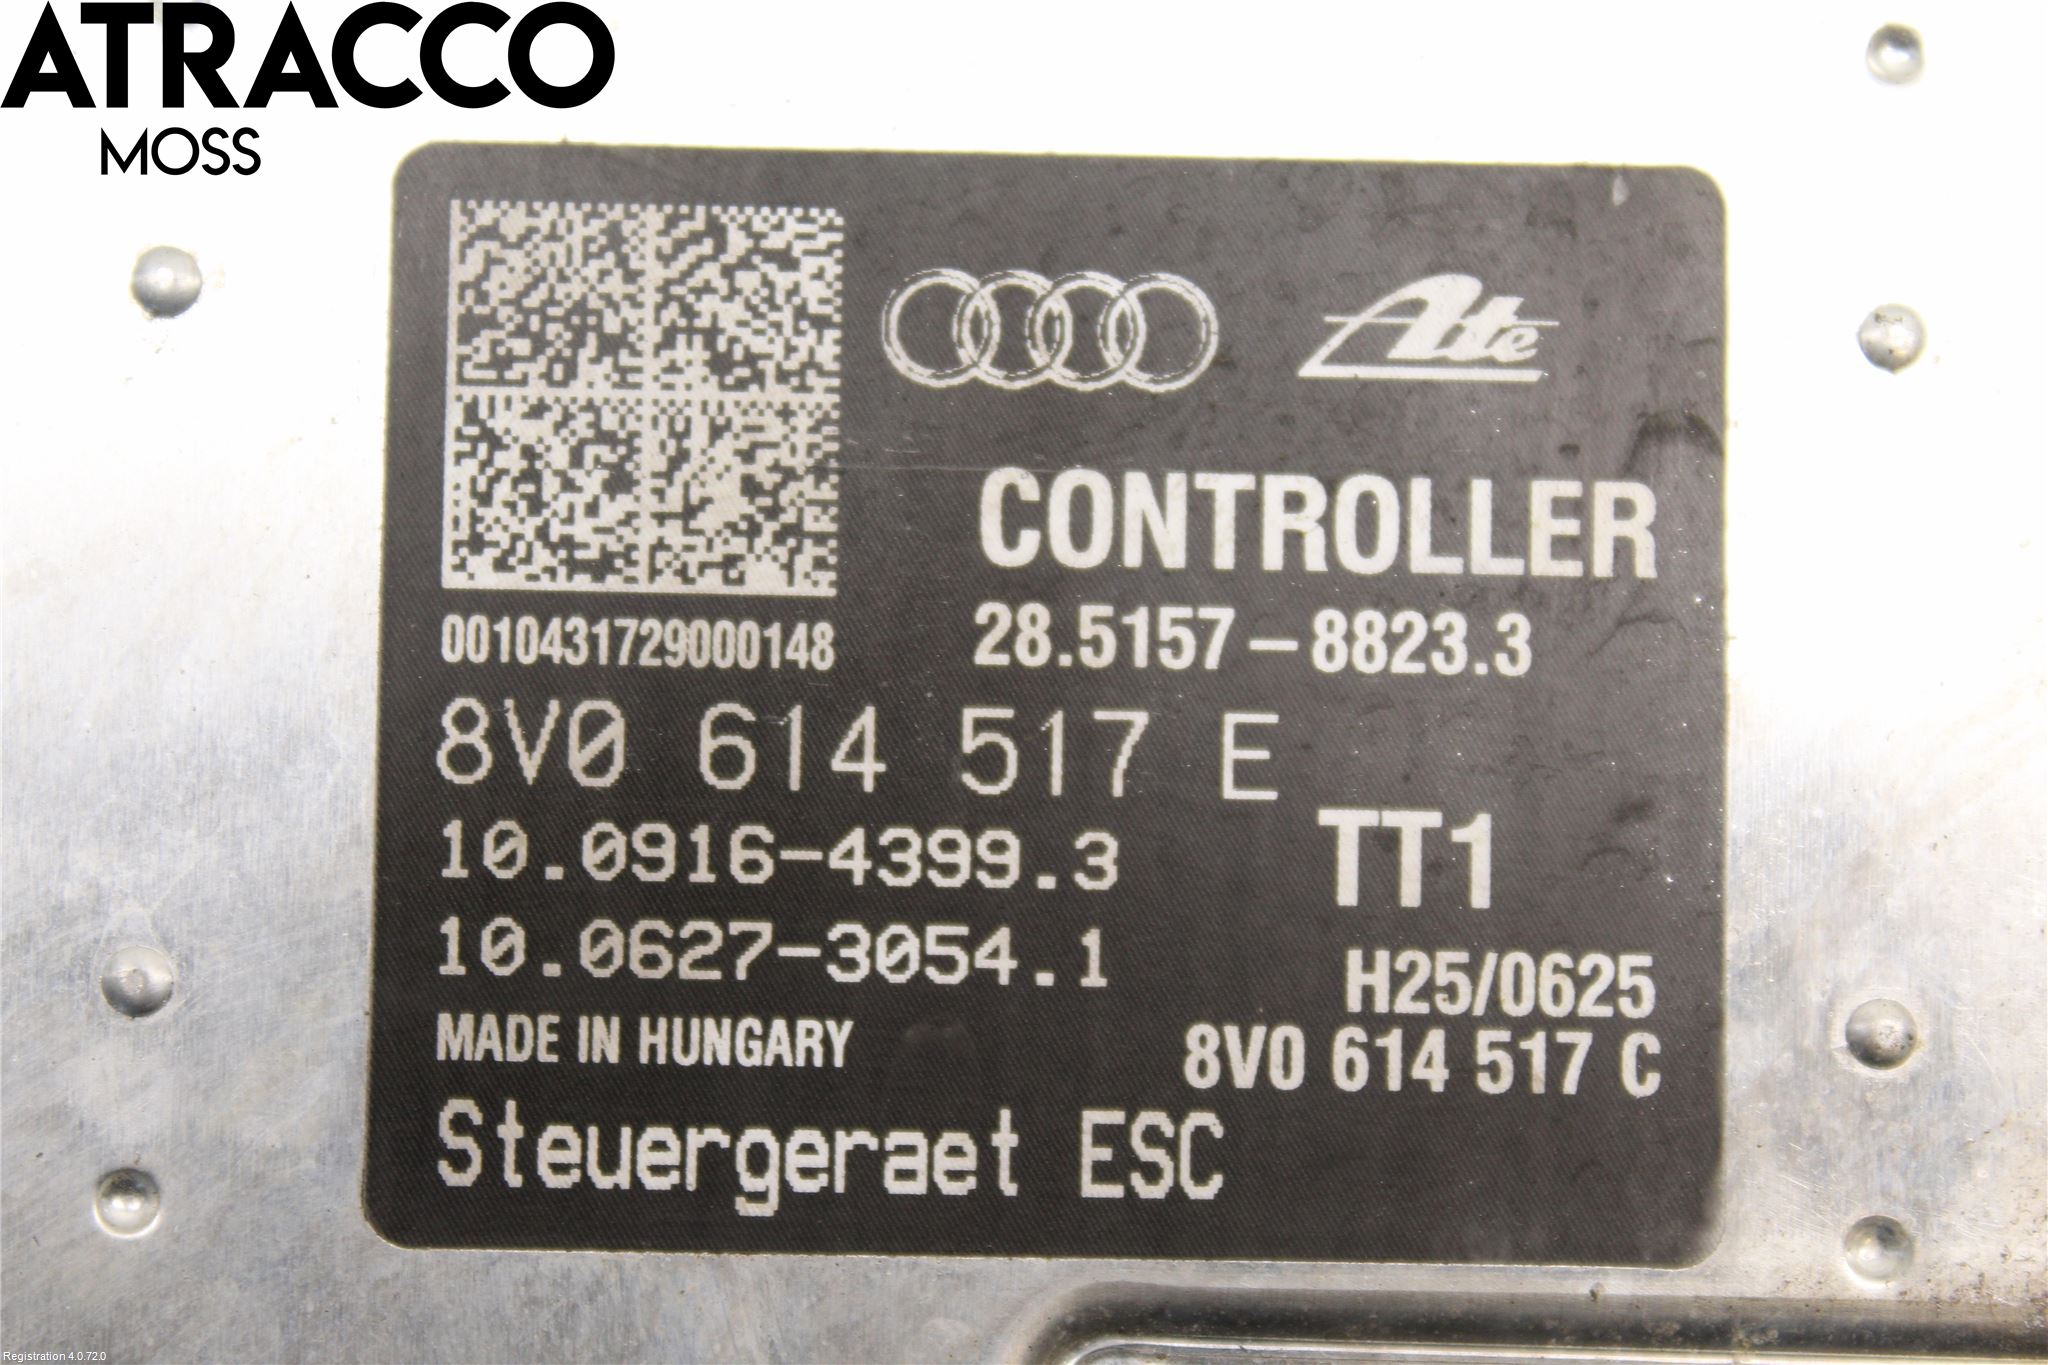 ATRACCO
MOSS
Ate
CONTROLLER
0010431729000148
28.5157-8823.3
8V0 614 517 E
10.0916-4399.3
TT1
10.0627-3054.1
H25/0625
MADE IN HUNGARY
8V0 614 517 C
Steuergeraet ESC
Registration 4.0.72.0